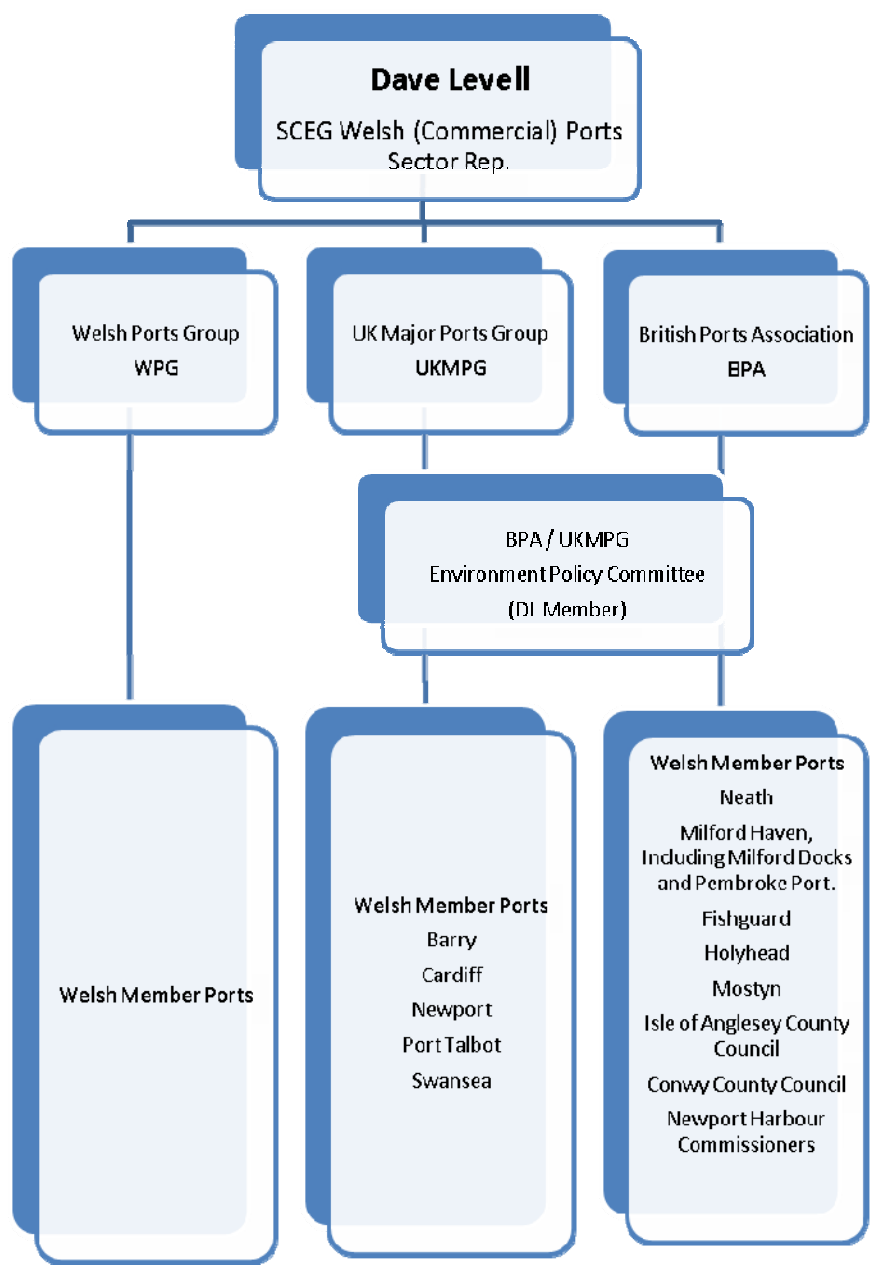 Dave Levell
SCEG Welsh (Commercial) Ports
Sector Rep.
Welsh Ports Group
WPG
UK Major Ports Group
UKMPG
British Ports Association
BPA
BPA / UKMPG
Environment Policy Committee
(DL Member)
Welsh Member Ports
Welsh Member Ports
Barry
Cardiff
Newport
Port Talbot
Swansea
Welsh Member Ports
Neath
Milford Haven,
Including Milford Docks
and Pembroke Port.
Fishguard
Holyhead
Mostyn
Isle of Anglesey County
Council
Conwy County Council
Newport Harbour
Commissioners